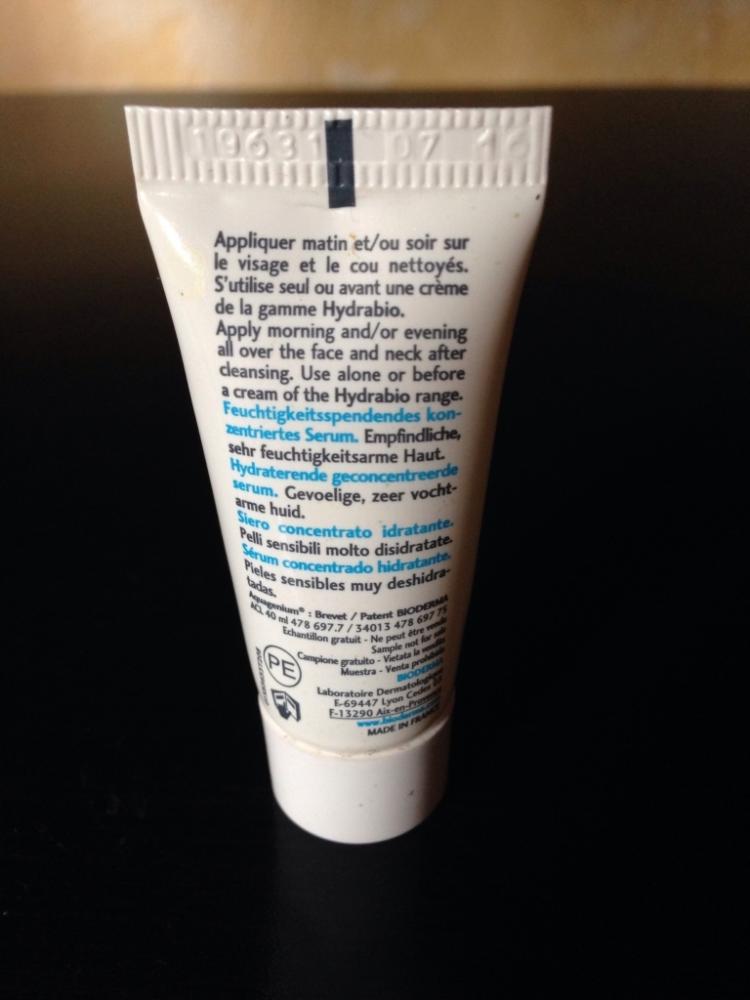 19631 07 16
Appliquer matin et/ou soir sur
le visage et le cou nettoyés.
S'utilise seul ou avant une crème
de la gamme Hydrabio.
Apply morning and/or evening
all over the face and neck after
cleansing. Use alone or before
a cream of the Hydrabio range.
Feuchtigkeitsspendendes kon-
zentriertes Serum. Empfindliche,
sehr feuchtigkeitsarme Haut.
Hydraterende geconcentreerde
serum. Gevoelige, zeer vocht-
arme huid.
Siero concentrato idratante.
Pelli sensibili molto disidratate.
Sérum concentrado hidratante.
Pieles sensibles muy deshidra-
tadas.
Aquagenium® : Brevet / Patent BIODERMA
ACL 40 ml 478 697.7 / 34013 478 697 75
Echantillon gratuit - Ne peut être vendu
Sample not for sale
Campione gratuito - Vietata la vendita
Muestra - Venta prohibida
BIODERMA
PE
Laboratoire Dermatologique
E-69447 Lyon Cedex
F-13290 Aix-en-Provence
www.bioderma.com
MADE IN FRANCE